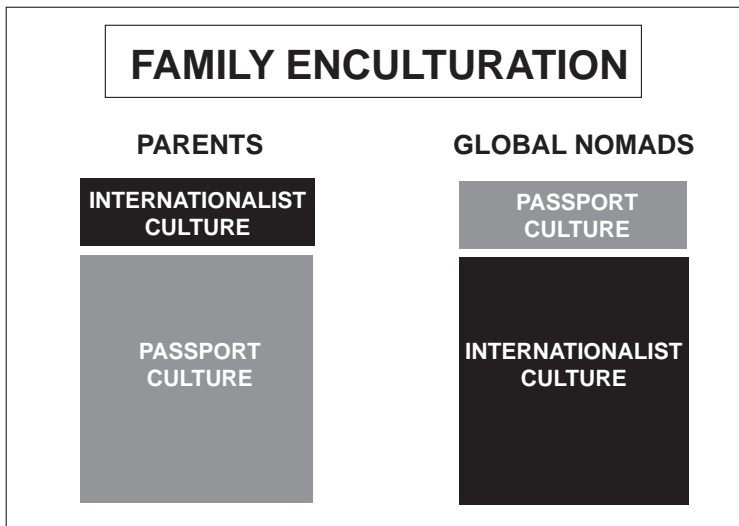 FAMILY ENCULTURATION
PARENTS
INTERNATIONALIST
CULTURE
PASSPORT
CULTURE
GLOBAL NOMADS
PASSPORT
CULTURE
INTERNATIONALIST
CULTURE